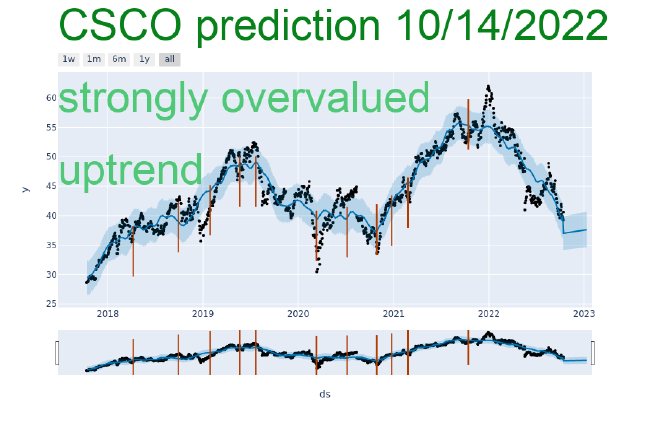 CSCO prediction 10/14/2022
1w 1m 6m 1y all
strongly overvalued
uptrend
60
55
50
45
40
35
30
25
y
2018 2019 2020 2021 2022 2023
ds